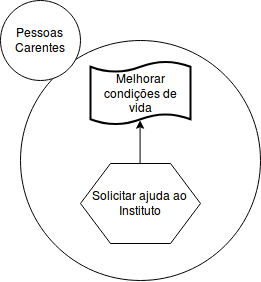 Pessoas
Carentes
Melhorar
condições de
vida
Solicitar ajuda ao
Instituto